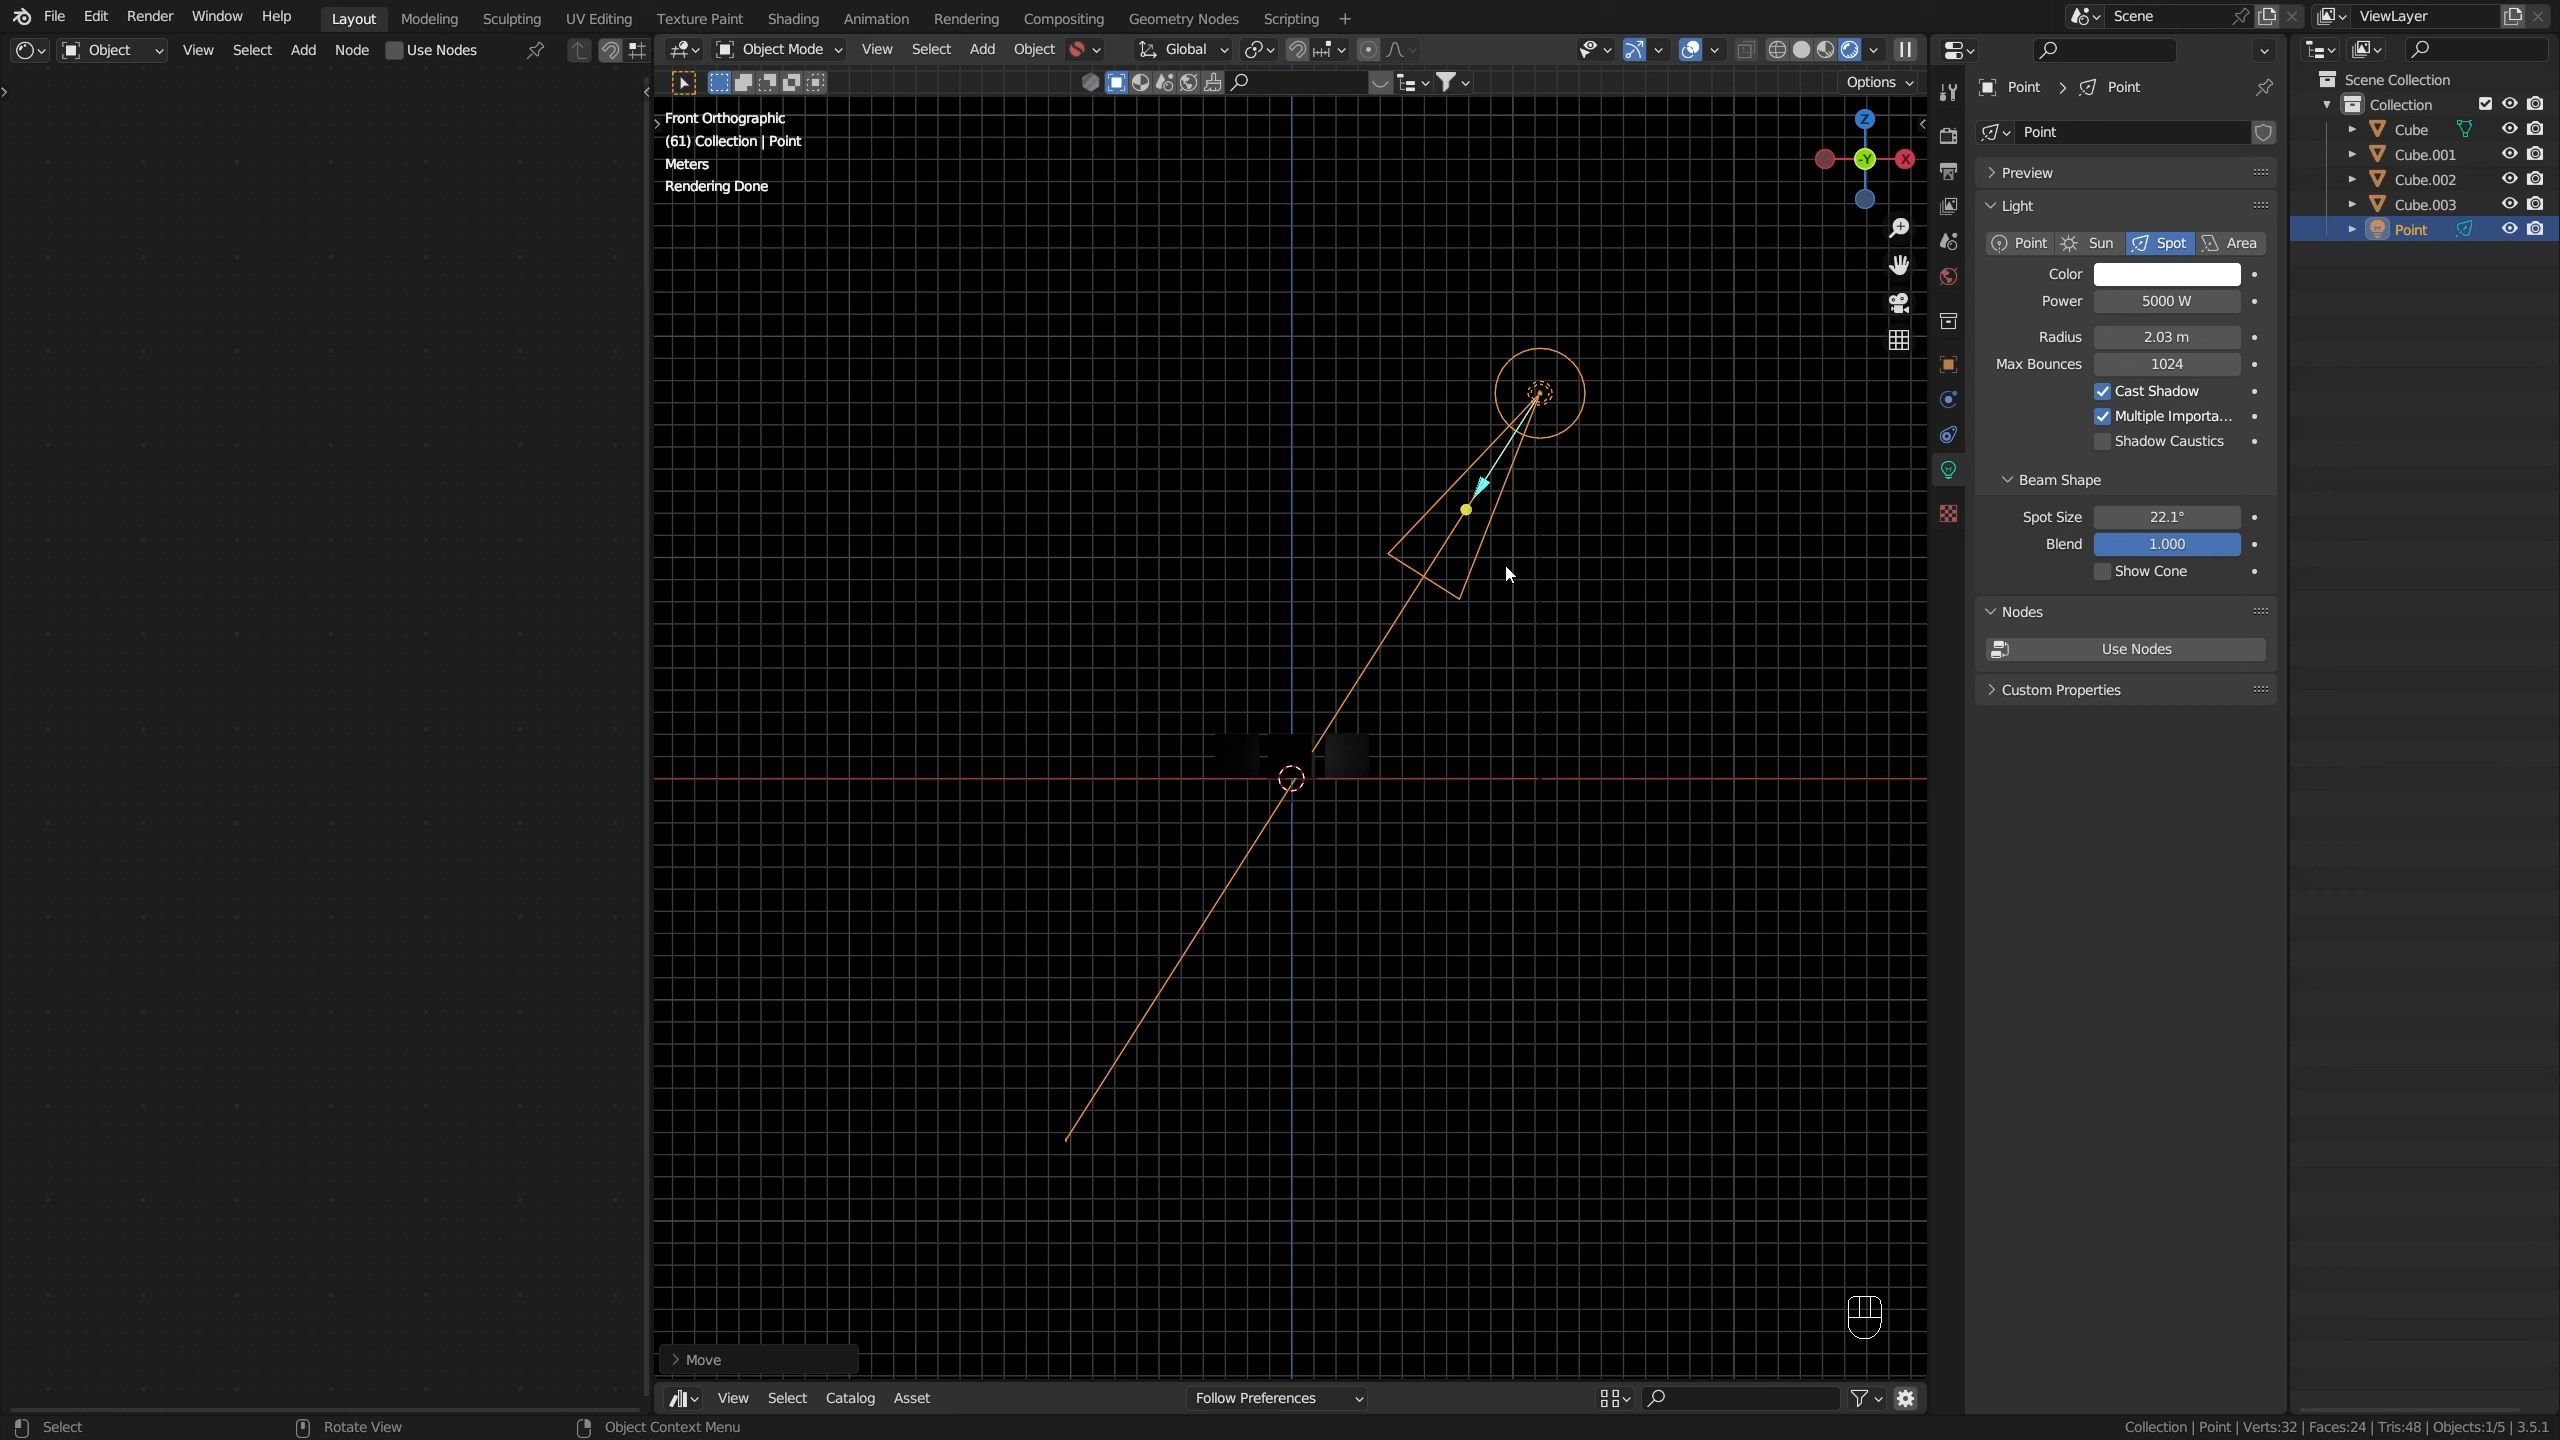 File Edit Render Window Help Layout Modeling Sculpting UV Editing Texture Paint Shading Animation Rendering Compositing Geometry Nodes Scripting + Scene ViewLayer
Object View Select Add Node Use Nodes Object Mode View Select Add Object Global
Options
Front Orthographic
(61) Collection | Point
Meters
Rendering Done
Z
-Y
X
Point > Point
Point
Preview
Light
Point Sun Spot Area
Color
Power 5000 W
Radius 2.03 m
Max Bounces 1024
Cast Shadow
Multiple Importa...
Shadow Caustics
Beam Shape
Spot Size 22.1°
Blend 1.000
Show Cone
Nodes
Use Nodes
Custom Properties
Scene Collection
Collection
Cube
Cube.001
Cube.002
Cube.003
Point
Move
View Select Catalog Asset Follow Preferences
Select Rotate View Object Context Menu Collection | Point | Verts:32 | Faces:24 | Tris:48 | Objects:1/5 | 3.5.1